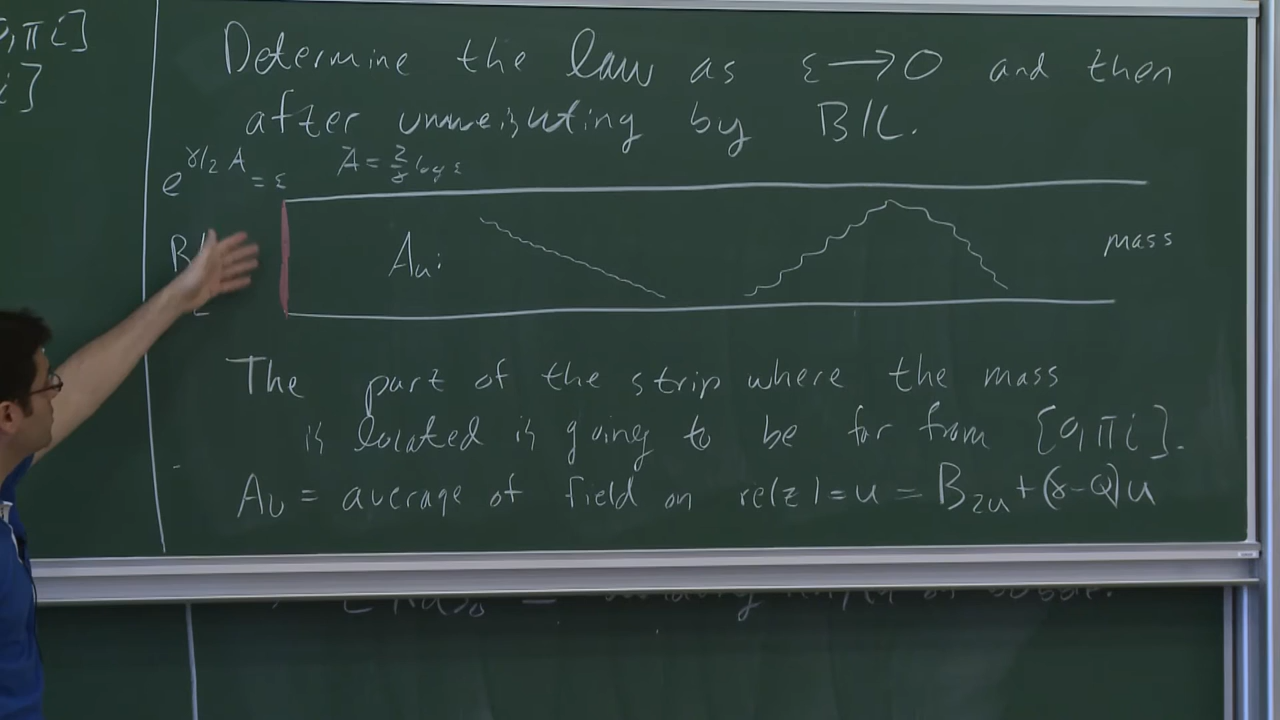 0, πi]
i]
Determine the law as ε → 0 and then
after unweighting by B/L.
e^{γ/2 A} = ε    A = 2/γ log ε
B
L
A_u:
mass
The part of the strip where the mass
is located is going to be far from [0, πi].
A_u = average of field on re(z) = u = B_{2u} + (γ-Q)u